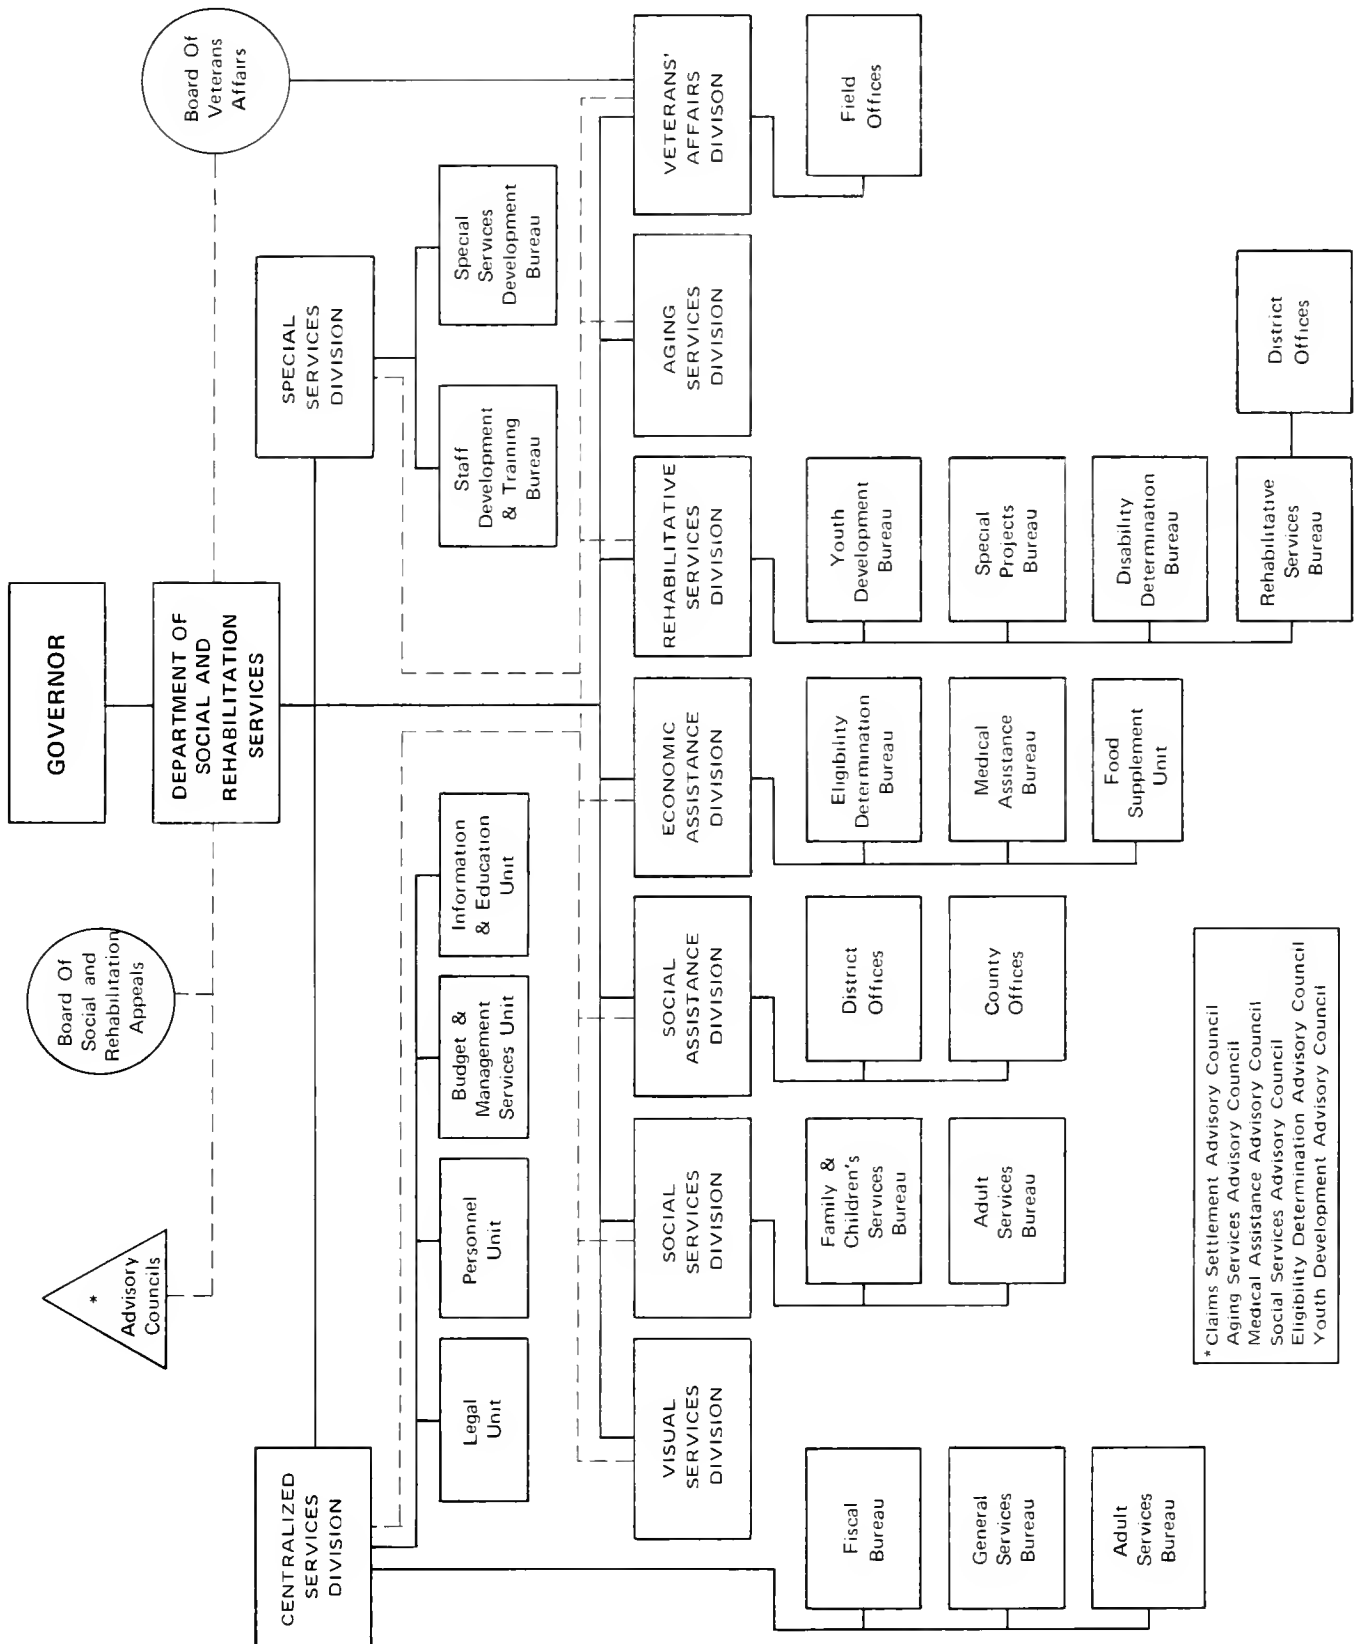 GOVERNOR
DEPARTMENT OF
SOCIAL AND
REHABILITATION
SERVICES
*
Advisory
Councils
Board Of
Social and
Rehabilitation
Appeals
Board Of
Veterans
Affairs
CENTRALIZED
SERVICES
DIVISION
SPECIAL
SERVICES
DIVISION
Legal
Unit
Personnel
Unit
Budget &
Management
Services Unit
Information
& Education
Unit
Staff
Development
& Training
Bureau
Special
Services
Development
Bureau
VISUAL
SERVICES
DIVISION
SOCIAL
SERVICES
DIVISION
SOCIAL
ASSISTANCE
DIVISION
ECONOMIC
ASSISTANCE
DIVISION
REHABILITATIVE
SERVICES
DIVISION
AGING
SERVICES
DIVISION
VETERANS'
AFFAIRS
DIVISON
Fiscal
Bureau
General
Services
Bureau
Adult
Services
Bureau
Family &
Children's
Services
Bureau
Adult
Services
Bureau
District
Offices
County
Offices
Eligibility
Determination
Bureau
Medical
Assistance
Bureau
Food
Supplement
Unit
Youth
Development
Bureau
Special
Projects
Bureau
Disability
Determination
Bureau
Rehabilitative
Services
Bureau
District
Offices
Field
Offices
* Claims Settlement Advisory Council
Aging Services Advisory Council
Medical Assistance Advisory Council
Social Services Advisory Council
Eligibility Determination Advisory Council
Youth Development Advisory Council